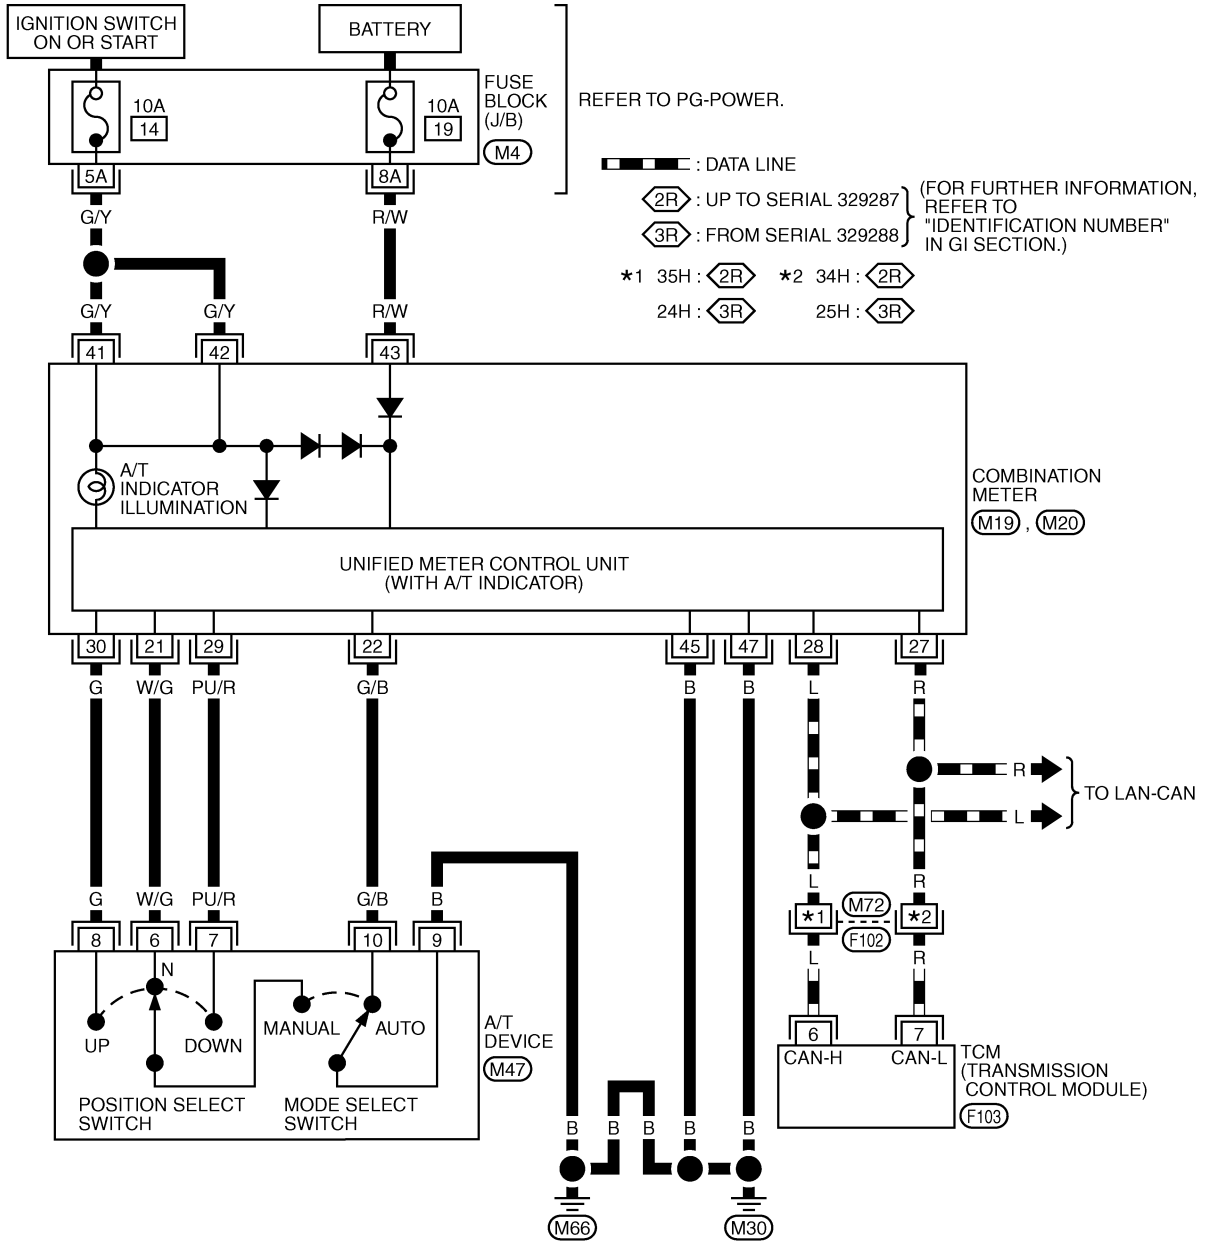 IGNITION SWITCH
ON OR START
BATTERY
10A
14
10A
19
FUSE
BLOCK
(J/B)
M4
REFER TO PG-POWER.
5A
8A
G/Y
R/W
: DATA LINE
2R : UP TO SERIAL 329287
3R : FROM SERIAL 329288
(FOR FURTHER INFORMATION,
REFER TO
"IDENTIFICATION NUMBER"
IN GI SECTION.)
*1 35H : 2R
*2 34H : 2R
24H : 3R
25H : 3R
G/Y
G/Y
R/W
41
42
43
A/T
INDICATOR
ILLUMINATION
COMBINATION
METER
M19 , M20
UNIFIED METER CONTROL UNIT
(WITH A/T INDICATOR)
30
21
29
22
45
47
28
27
G
W/G
PU/R
G/B
B
B
L
R
R
L
TO LAN-CAN
G
W/G
PU/R
G/B
B
L
R
8
6
7
10
9
*1
M72
F102
*2
L
R
N
UP
DOWN
MANUAL
AUTO
POSITION SELECT
SWITCH
MODE SELECT
SWITCH
A/T
DEVICE
M47
6
7
CAN-H
CAN-L
TCM
(TRANSMISSION
CONTROL MODULE)
F103
B
B
B
B
B
M66
M30